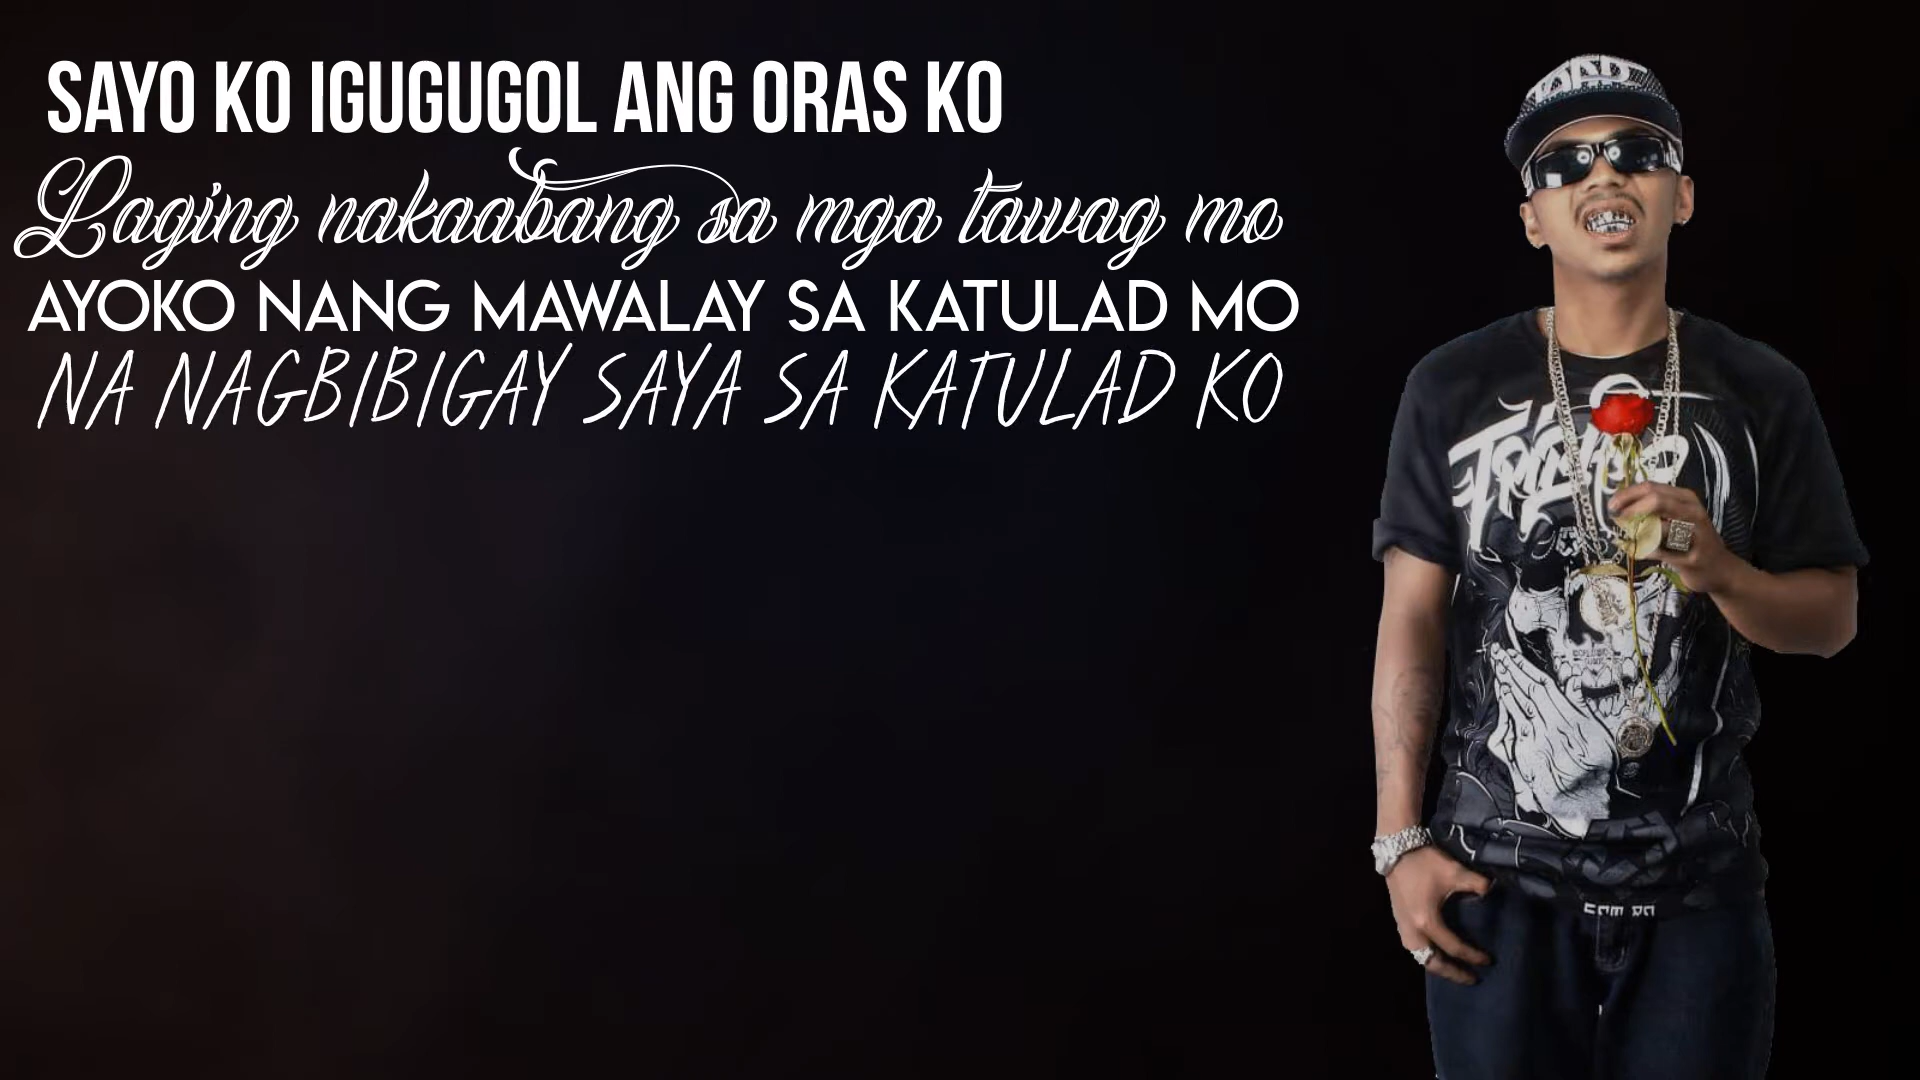 SAYO KO IGUGUGOL ANG ORAS KO
Laging nakaabang sa mga tawag mo
AYOKO NANG MAWALAY SA KATULAD MO
NA NAGBIBIGAY SAYA SA KATULAD KO